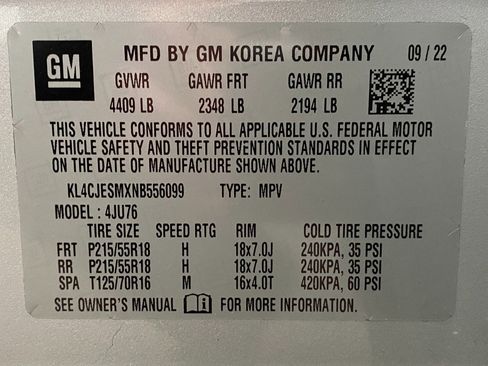 GM MFD BY GM KOREA COMPANY 09/22
GVWR GAWR FRT GAWR RR
4409 LB 2348 LB 2194 LB
THIS VEHICLE CONFORMS TO ALL APPLICABLE U.S. FEDERAL MOTOR
VEHICLE SAFETY AND THEFT PREVENTION STANDARDS IN EFFECT
ON THE DATE OF MANUFACTURE SHOWN ABOVE.
KL4CJESMXNB556099 TYPE: MPV
MODEL : 4JU76
TIRE SIZE SPEED RTG RIM COLD TIRE PRESSURE
FRT P215/55R18 H 18x7.0J 240KPA, 35 PSI
RR P215/55R18 H 18x7.0J 240KPA, 35 PSI
SPA T125/70R16 M 16x4.0T 420KPA, 60 PSI
SEE OWNER'S MANUAL FOR MORE INFORMATION.